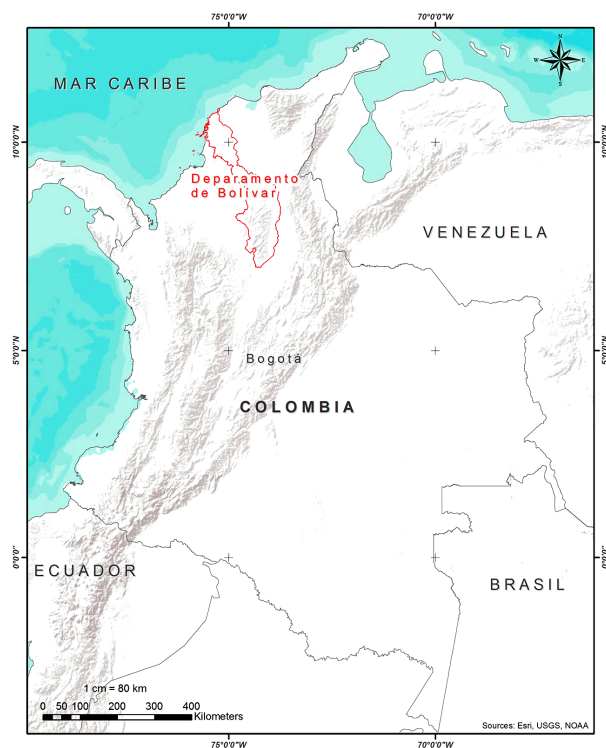 75°0'0"W 70°0'0"W
MAR CARIBE
N
W E
S
10°0'0"N 10°0'0"N
Deparamento
de Bolívar
VENEZUELA
5°0'0"N 5°0'0"N
Bogotá
COLOMBIA
0°0'0" 0°0'0"
ECUADOR
BRASIL
1 cm = 80 km
0 50 100 200 300 400
Kilometers
Sources: Esri, USGS, NOAA
75°0'0"W 70°0'0"W